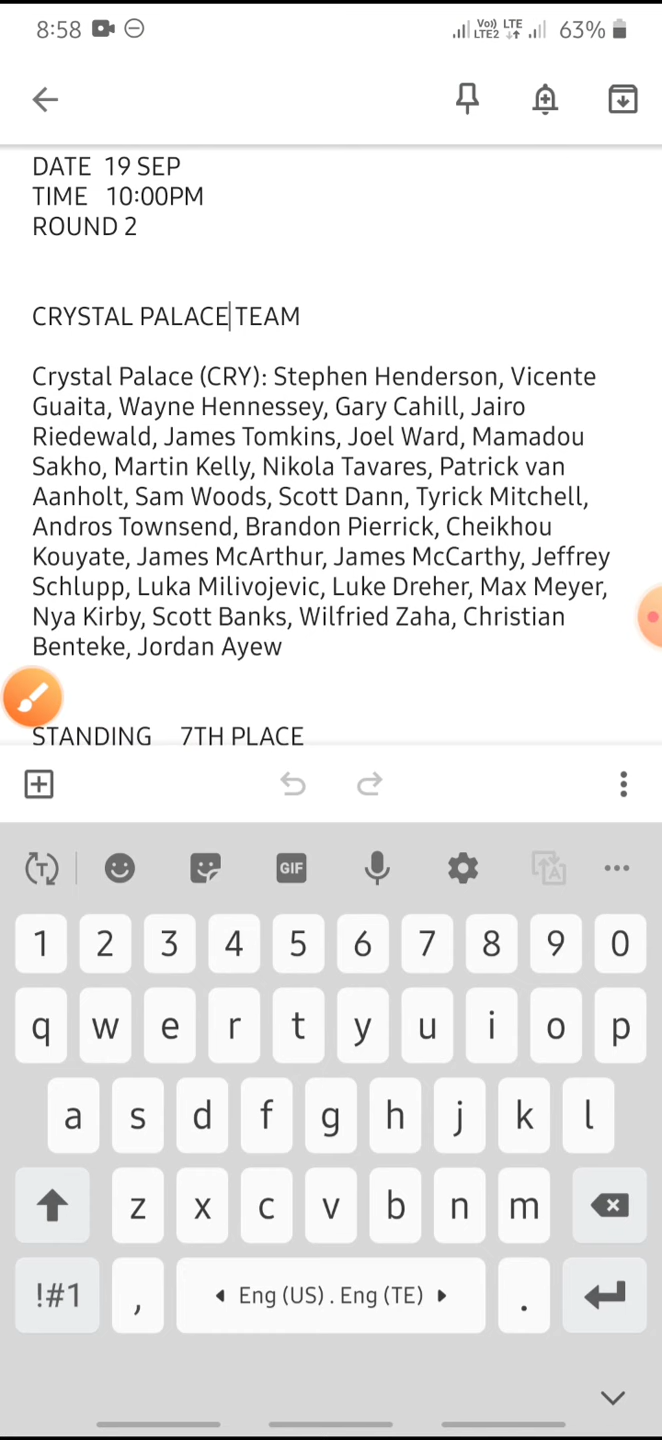 8:58 63%
Vo)) LTE
LTE2
DATE 19 SEP
TIME 10:00PM
ROUND 2
CRYSTAL PALACE TEAM
Crystal Palace (CRY): Stephen Henderson, Vicente
Guaita, Wayne Hennessey, Gary Cahill, Jairo
Riedewald, James Tomkins, Joel Ward, Mamadou
Sakho, Martin Kelly, Nikola Tavares, Patrick van
Aanholt, Sam Woods, Scott Dann, Tyrick Mitchell,
Andros Townsend, Brandon Pierrick, Cheikhou
Kouyate, James McArthur, James McCarthy, Jeffrey
Schlupp, Luka Milivojevic, Luke Dreher, Max Meyer,
Nya Kirby, Scott Banks, Wilfried Zaha, Christian
Benteke, Jordan Ayew
STANDING 7TH PLACE
T GIF A
1 2 3 4 5 6 7 8 9 0
q w e r t y u i o p
a s d f g h j k l
z x c v b n m
!#1 , Eng (US) . Eng (TE) .